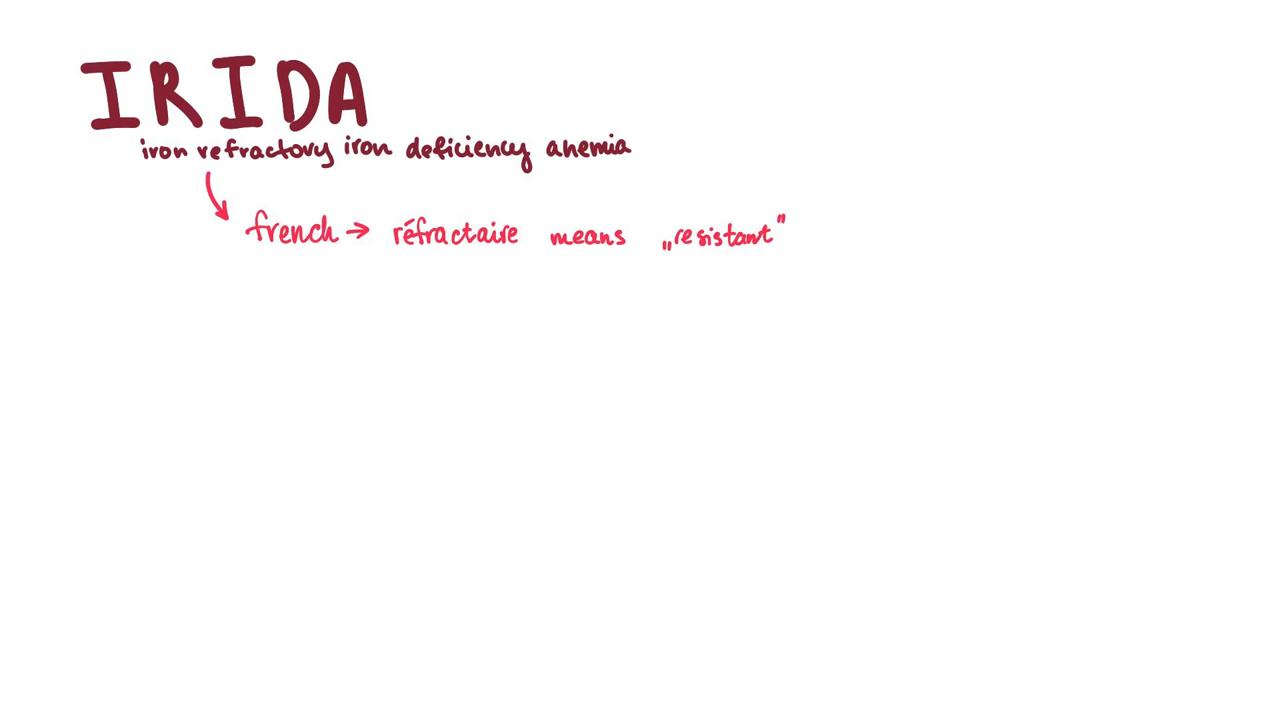 IRIDA
iron refractory iron deficiency anemia
french → réfractaire means „resistant"